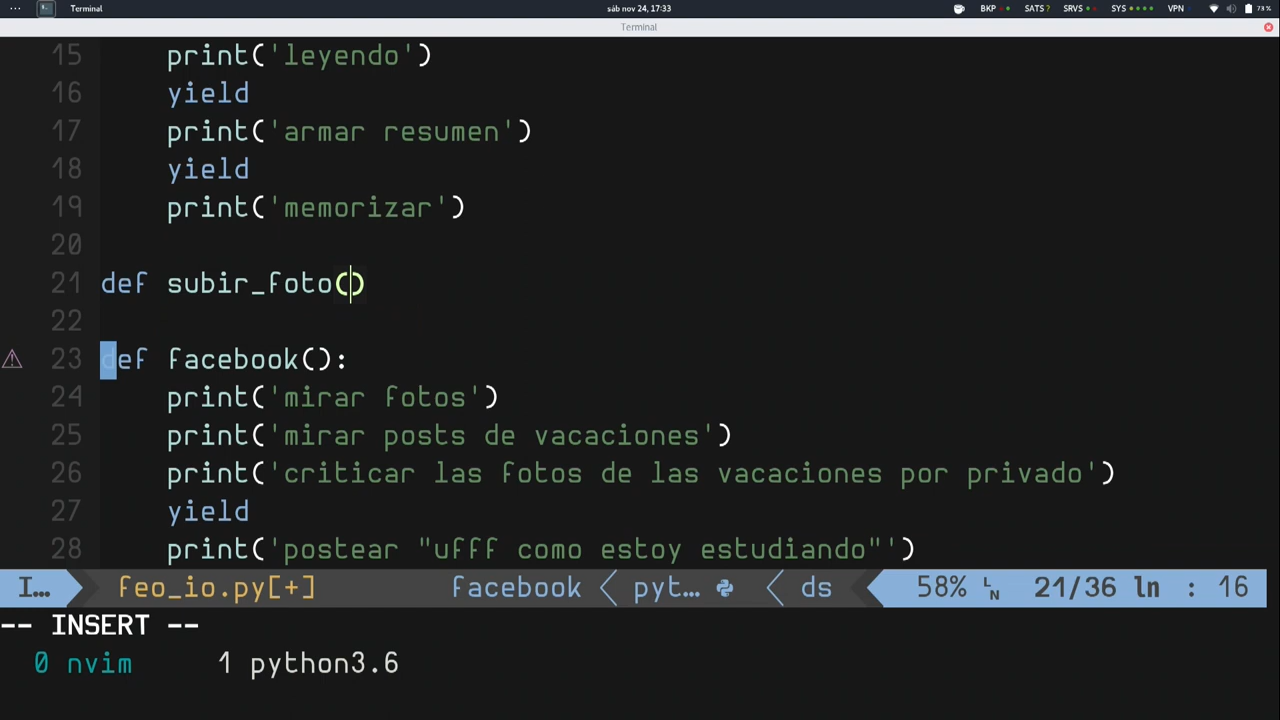 Terminal
sáb nov 24, 17:33
BKP
SATS?
SRVS
SYS
VPN
73 %
Terminal
15 print('leyendo')
16 yield
17 print('armar resumen')
18 yield
19 print('memorizar')
20
21 def subir_foto()
22
23 def facebook():
24 print('mirar fotos')
25 print('mirar posts de vacaciones')
26 print('criticar las fotos de las vacaciones por privado')
27 yield
28 print('postear "ufff como estoy estudiando"')
I… feo_io.py[+] facebook pyt… ds 58% LN 21/36 ln : 16
-- INSERT --
0 nvim 1 python3.6